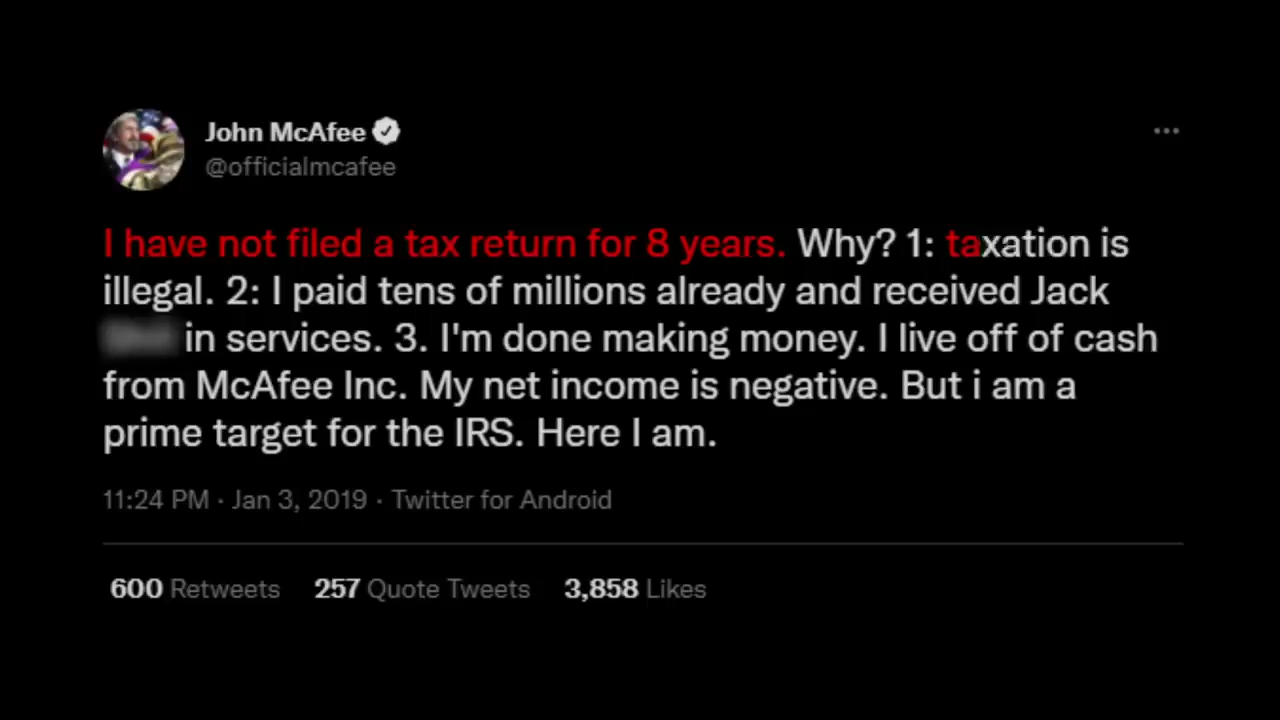 John McAfee
@officialmcafee
I have not filed a tax return for 8 years. Why? 1: taxation is
illegal. 2: I paid tens of millions already and received Jack
in services. 3. I'm done making money. I live off of cash
from McAfee Inc. My net income is negative. But i am a
prime target for the IRS. Here I am.
11:24 PM · Jan 3, 2019 · Twitter for Android
600 Retweets 257 Quote Tweets 3,858 Likes